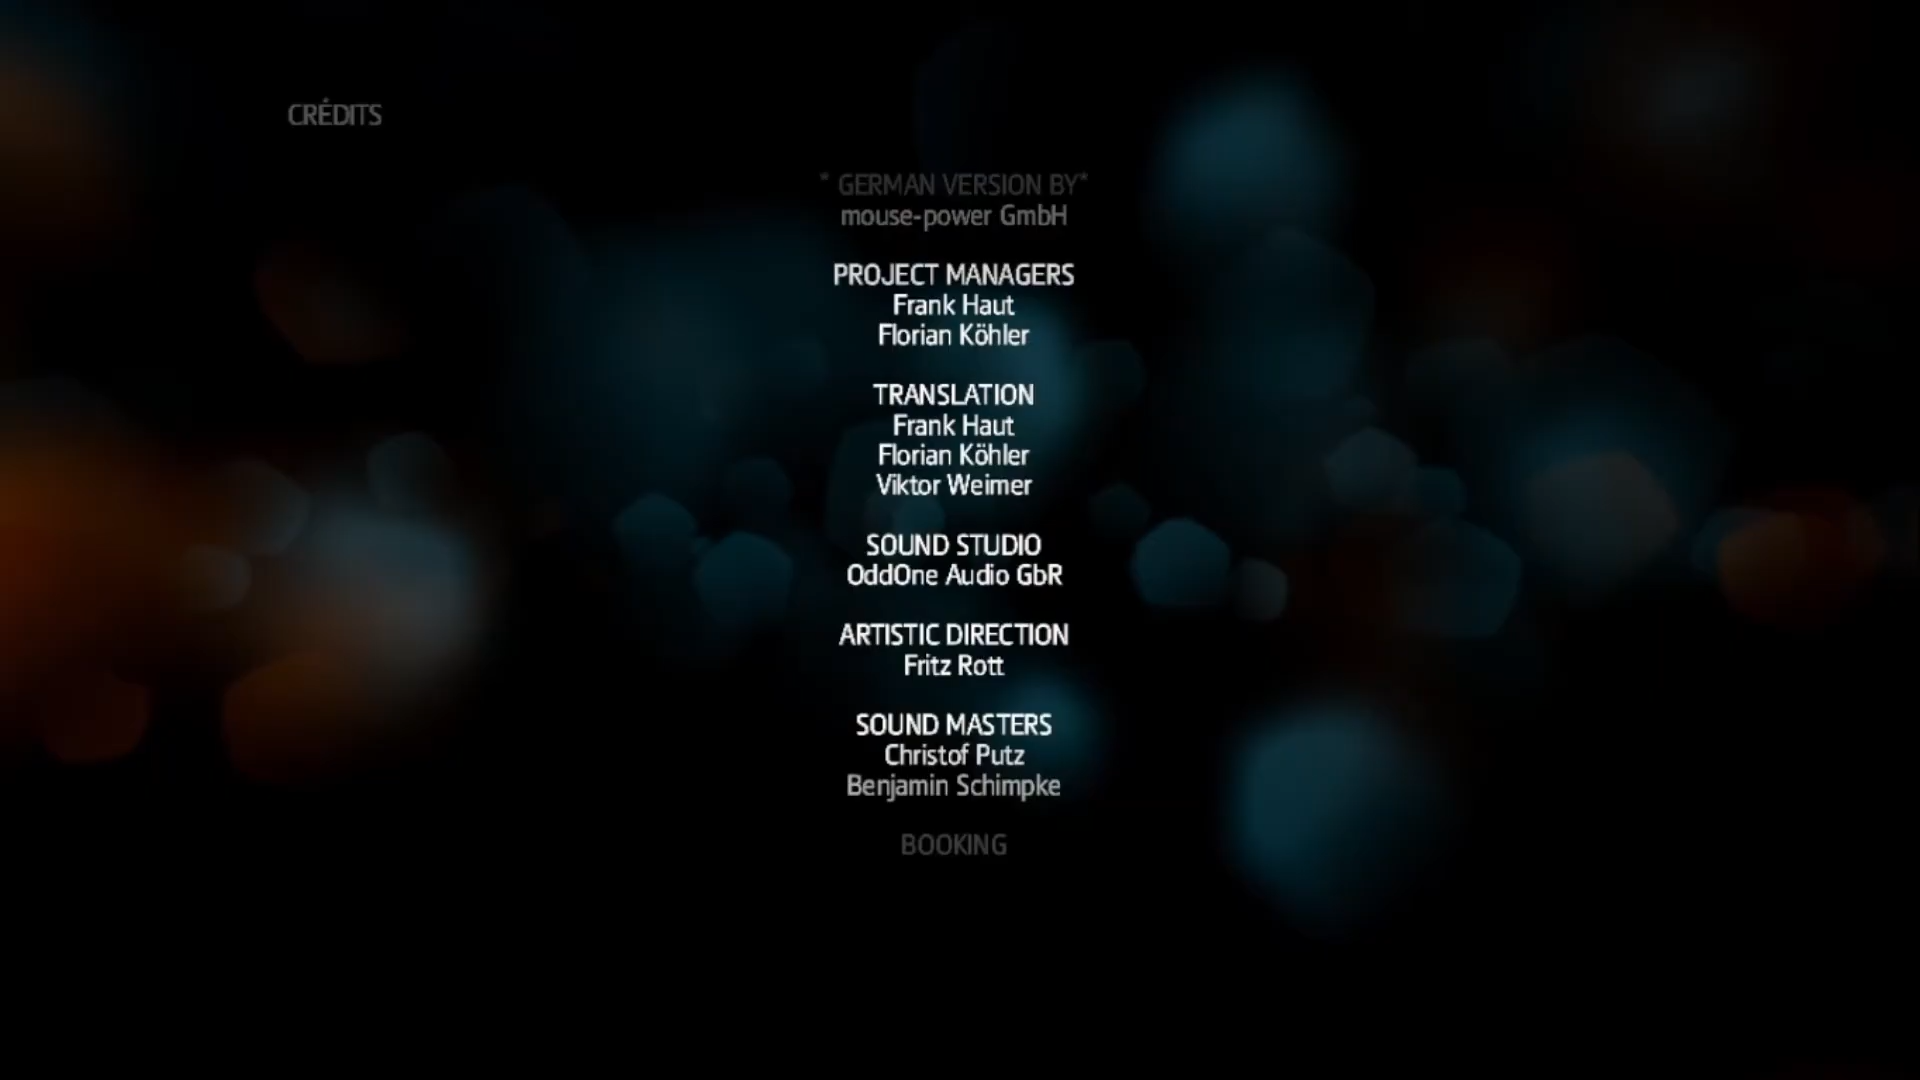 CRÉDITS
* GERMAN VERSION BY*
mouse-power GmbH
PROJECT MANAGERS
Frank Haut
Florian Köhler
TRANSLATION
Frank Haut
Florian Köhler
Viktor Weimer
SOUND STUDIO
OddOne Audio GbR
ARTISTIC DIRECTION
Fritz Rott
SOUND MASTERS
Christof Putz
Benjamin Schimpke
BOOKING